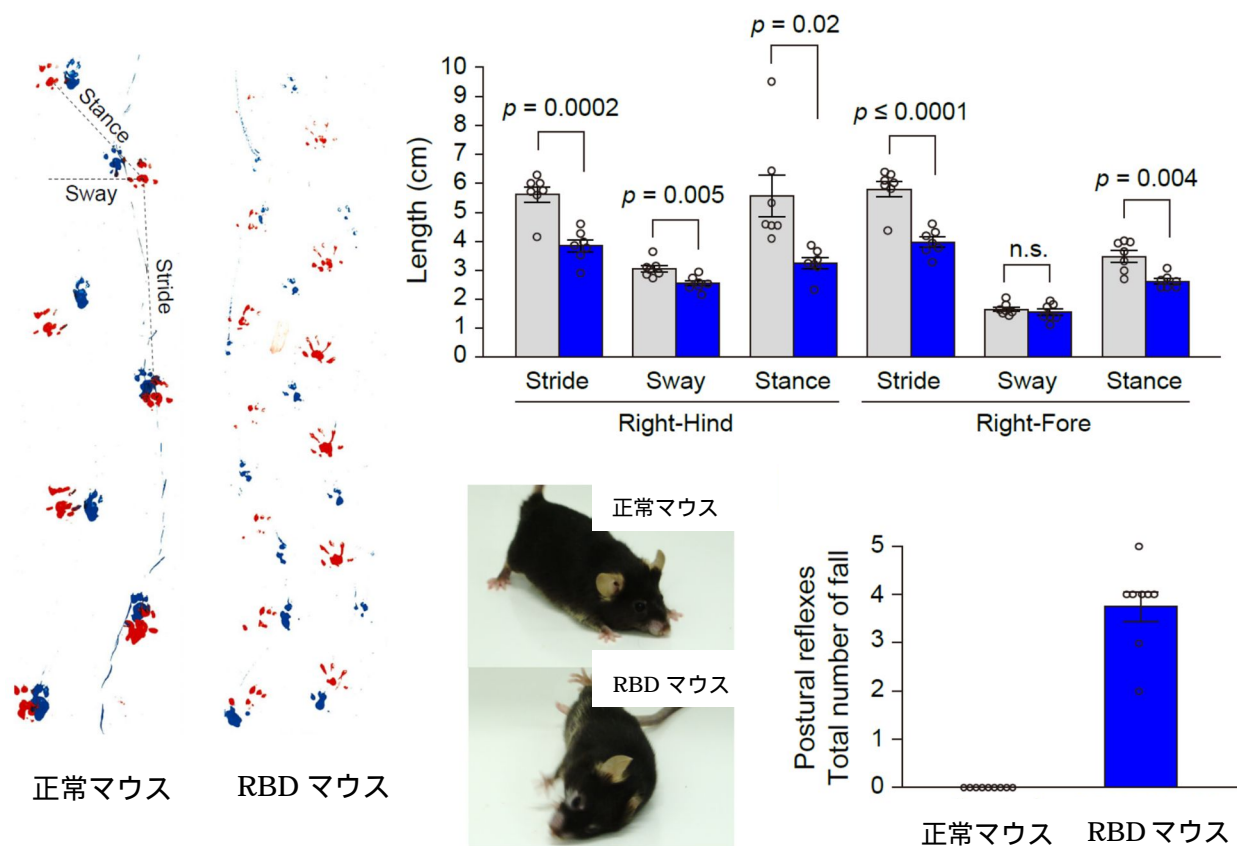 Stance
Sway
Stride
正常マウス
RBD マウス
p = 0.02
p = 0.0002
p ≤ 0.0001
p = 0.005
p = 0.004
n.s.
Length (cm)
10
9
8
7
6
5
4
3
2
1
0
Stride
Sway
Stance
Stride
Sway
Stance
Right-Hind
Right-Fore
正常マウス
RBD マウス
Postural reflexes
Total number of fall
5
4
3
2
1
0
正常マウス
RBD マウス